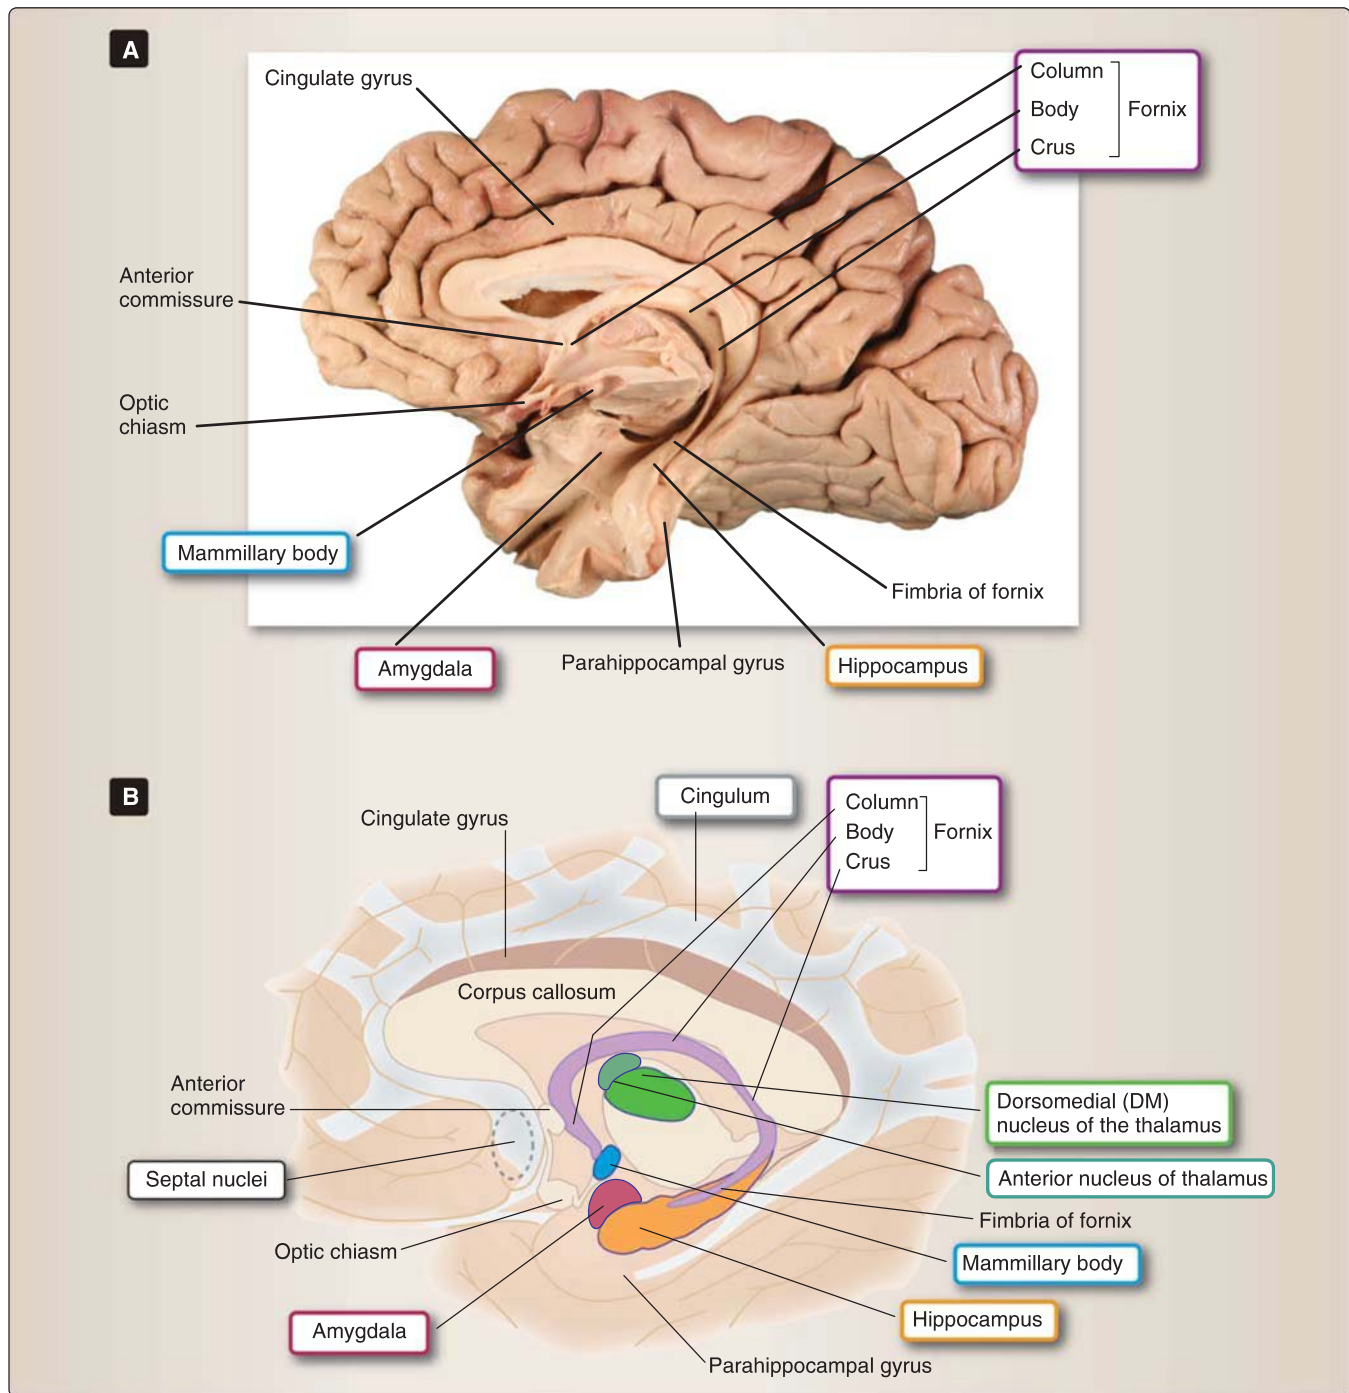 A
Cingulate gyrus
Column
Body
Crus
Fornix
Anterior
commissure
Optic
chiasm
Mammillary body
Fimbria of fornix
Amygdala
Parahippocampal gyrus
Hippocampus
B
Cingulum
Cingulate gyrus
Column
Body
Crus
Fornix
Corpus callosum
Anterior
commissure
Dorsomedial (DM)
nucleus of the thalamus
Septal nuclei
Anterior nucleus of thalamus
Fimbria of fornix
Optic chiasm
Mammillary body
Amygdala
Hippocampus
Parahippocampal gyrus